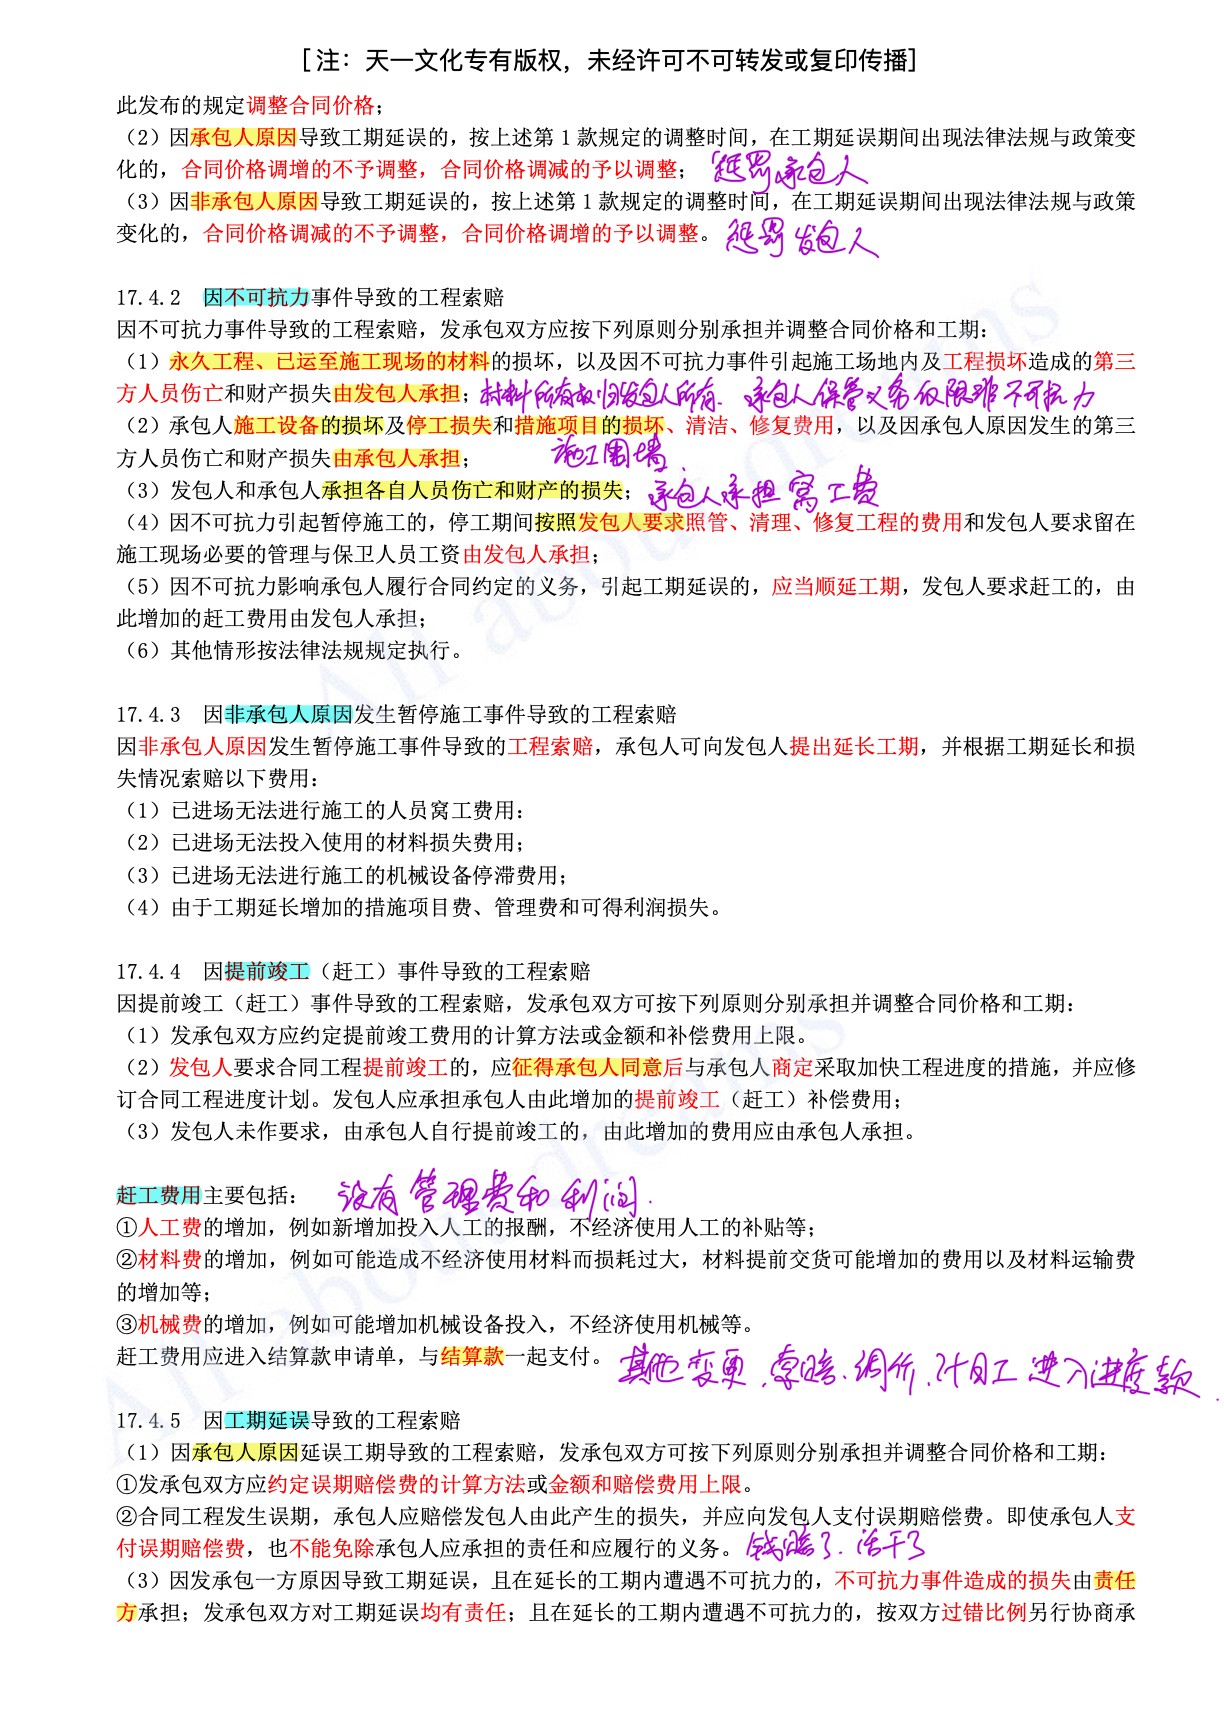 [注：天一文化专有版权，未经许可不可转发或复印传播]
此发布的规定调整合同价格；
（2）因承包人原因导致工期延误的，按上述第1款规定的调整时间，在工期延误期间出现法律法规与政策变
化的，合同价格调增的不予调整，合同价格调减的予以调整； 惩罚承包人
（3）因非承包人原因导致工期延误的，按上述第1款规定的调整时间，在工期延误期间出现法律法规与政策
变化的，合同价格调减的不予调整，合同价格调增的予以调整。 惩罚发包人
17.4.2 因不可抗力事件导致的工程索赔
因不可抗力事件导致的工程索赔，发承包双方应按下列原则分别承担并调整合同价格和工期：
（1）永久工程、已运至施工现场的材料的损坏，以及因不可抗力事件引起施工场地内及工程损坏造成的第三
方人员伤亡和财产损失由发包人承担；材料所有权归发包人所有. 承包人保管义务仅限非不可抗力
（2）承包人施工设备的损坏及停工损失和措施项目的损坏、清洁、修复费用，以及因承包人原因发生的第三
方人员伤亡和财产损失由承包人承担； 施工围墙.
（3）发包人和承包人承担各自人员伤亡和财产的损失；承包人承担窝工费
（4）因不可抗力引起暂停施工的，停工期间按照发包人要求照管、清理、修复工程的费用和发包人要求留在
施工现场必要的管理与保卫人员工资由发包人承担；
（5）因不可抗力影响承包人履行合同约定的义务，引起工期延误的，应当顺延工期，发包人要求赶工的，由
此增加的赶工费用由发包人承担；
（6）其他情形按法律法规规定执行。
17.4.3 因非承包人原因发生暂停施工事件导致的工程索赔
因非承包人原因发生暂停施工事件导致的工程索赔，承包人可向发包人提出延长工期，并根据工期延长和损
失情况索赔以下费用：
（1）已进场无法进行施工的人员窝工费用：
（2）已进场无法投入使用的材料损失费用；
（3）已进场无法进行施工的机械设备停滞费用；
（4）由于工期延长增加的措施项目费、管理费和可得利润损失。
17.4.4 因提前竣工（赶工）事件导致的工程索赔
因提前竣工（赶工）事件导致的工程索赔，发承包双方可按下列原则分别承担并调整合同价格和工期：
（1）发承包双方应约定提前竣工费用的计算方法或金额和补偿费用上限。
（2）发包人要求合同工程提前竣工的，应征得承包人同意后与承包人商定采取加快工程进度的措施，并应修
订合同工程进度计划。发包人应承担承包人由此增加的提前竣工（赶工）补偿费用；
（3）发包人未作要求，由承包人自行提前竣工的，由此增加的费用应由承包人承担。
赶工费用主要包括： 没有管理费和利润.
①人工费的增加，例如新增加投入人工的报酬，不经济使用人工的补贴等；
②材料费的增加，例如可能造成不经济使用材料而损耗过大，材料提前交货可能增加的费用以及材料运输费
的增加等；
③机械费的增加，例如可能增加机械设备投入，不经济使用机械等。
赶工费用应进入结算款申请单，与结算款一起支付。 其他变更、索赔、调价、计日工进入进度款.
17.4.5 因工期延误导致的工程索赔
（1）因承包人原因延误工期导致的工程索赔，发承包双方可按下列原则分别承担并调整合同价格和工期：
①发承包双方应约定误期赔偿费的计算方法或金额和赔偿费用上限。
②合同工程发生误期，承包人应赔偿发包人由此产生的损失，并应向发包人支付误期赔偿费。即使承包人支
付误期赔偿费，也不能免除承包人应承担的责任和应履行的义务。 钱赔了.活干了
（3）因发承包一方原因导致工期延误，且在延长的工期内遭遇不可抗力的，不可抗力事件造成的损失由责任
方承担；发承包双方对工期延误均有责任；且在延长的工期内遭遇不可抗力的，按双方过错比例另行协商承
All about dreams
All about dreams